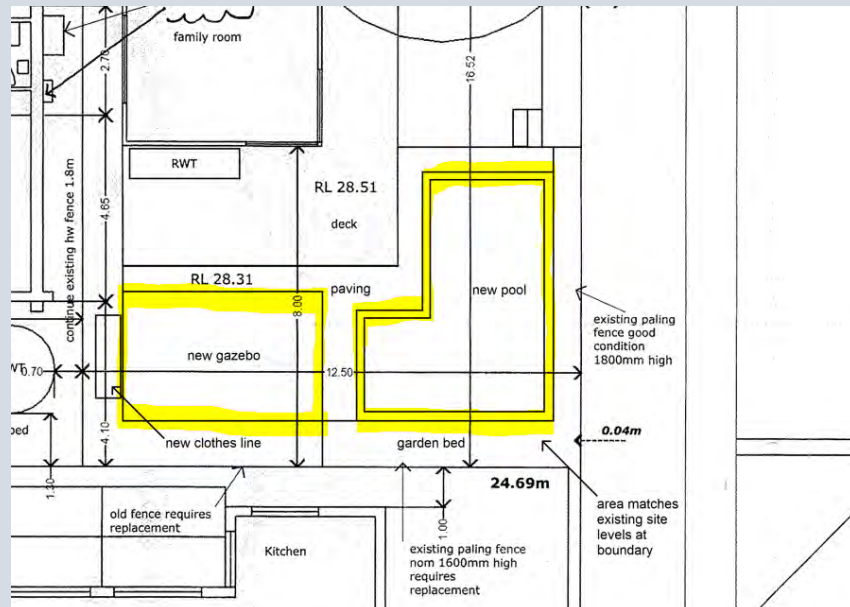 family room
2.70
16.52
RWT
continue existing hw fence 1.8m
4.65
RL 28.51
deck
RL 28.31
paving
8.00
new pool
new gazebo
existing paling
fence good
condition
1800mm high
0.70
12.50
4.10
new clothes line
garden bed
0.04m
1.30
24.69m
old fence requires
replacement
area matches
existing site
levels at
boundary
1.00
Kitchen
existing paling fence
nom 1600mm high
requires
replacement